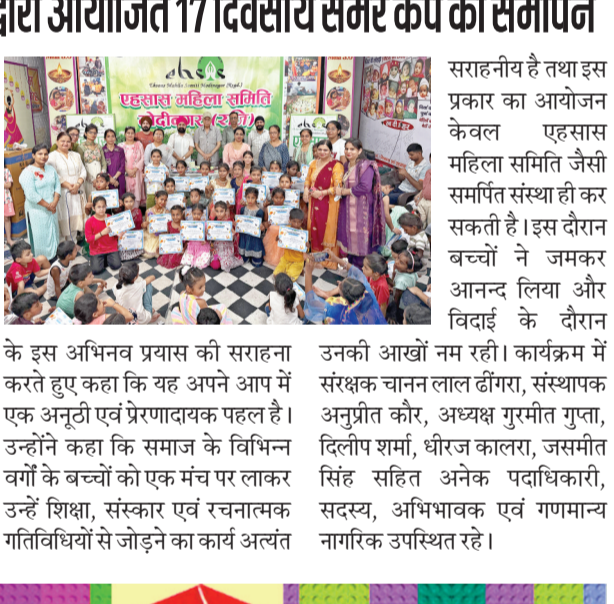 द्वारा आयोजित 17 दिवसीय समर कैंप का समापन
ehsas
एहसास महिला समिति
मोदीनगर (रजि०)
के इस अभिनव प्रयास की सराहना
करते हुए कहा कि यह अपने आप में
एक अनूठी एवं प्रेरणादायक पहल है।
उन्होंने कहा कि समाज के विभिन्न
वर्गों के बच्चों को एक मंच पर लाकर
उन्हें शिक्षा, संस्कार एवं रचनात्मक
गतिविधियों से जोड़ने का कार्य अत्यंत
सराहनीय है तथा इस
प्रकार का आयोजन
केवल एहसास
महिला समिति जैसी
समर्पित संस्था ही कर
सकती है। इस दौरान
बच्चों ने जमकर
आनन्द लिया और
विदाई के दौरान
उनकी आखों नम रही। कार्यक्रम में
संरक्षक चानन लाल ढींगरा, संस्थापक
अनुप्रीत कौर, अध्यक्ष गुरमीत गुप्ता,
दिलीप शर्मा, धीरज कालरा, जसमीत
सिंह सहित अनेक पदाधिकारी,
सदस्य, अभिभावक एवं गणमान्य
नागरिक उपस्थित रहे।